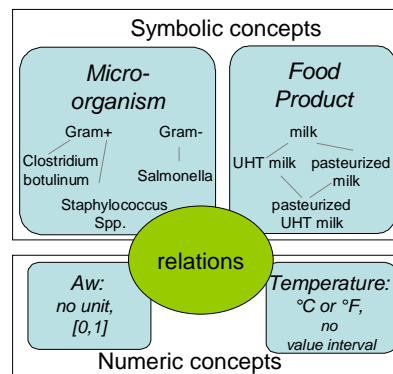 Symbolic concepts
Micro-
organism
Gram+
Gram-
Clostridium
botulinum
Salmonella
Staphylococcus
Spp.
Food
Product
milk
UHT milk
pasteurized
milk
pasteurized
UHT milk
relations
Aw:
no unit,
[0,1]
Temperature:
°C or °F,
no
value interval
Numeric concepts